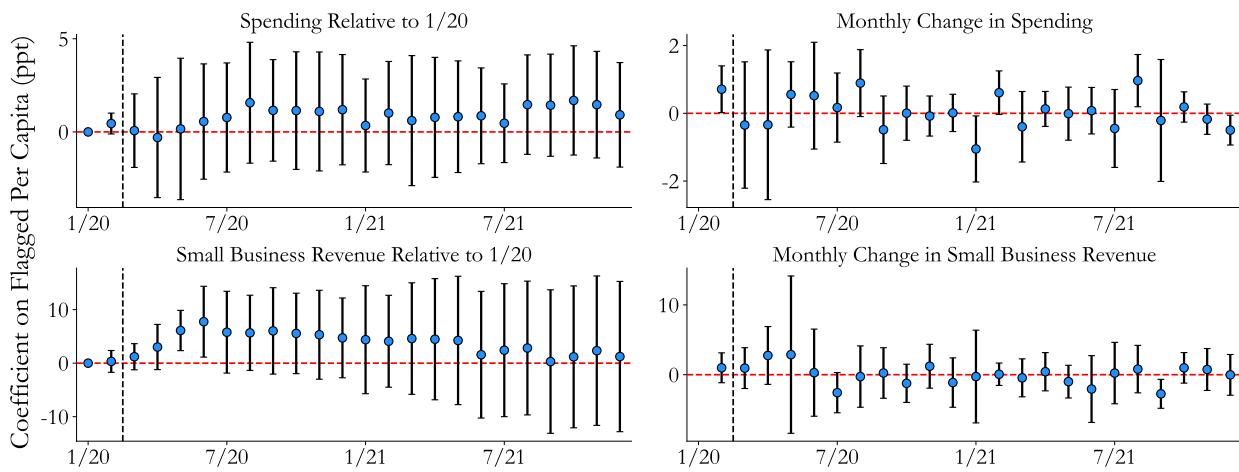 Coefficient on Flagged Per Capita (ppt)
Spending Relative to 1/20
5
0
1/20 7/20 1/21 7/21
Monthly Change in Spending
2
0
-2
1/20 7/20 1/21 7/21
Small Business Revenue Relative to 1/20
10
0
-10
1/20 7/20 1/21 7/21
Monthly Change in Small Business Revenue
10
0
1/20 7/20 1/21 7/21